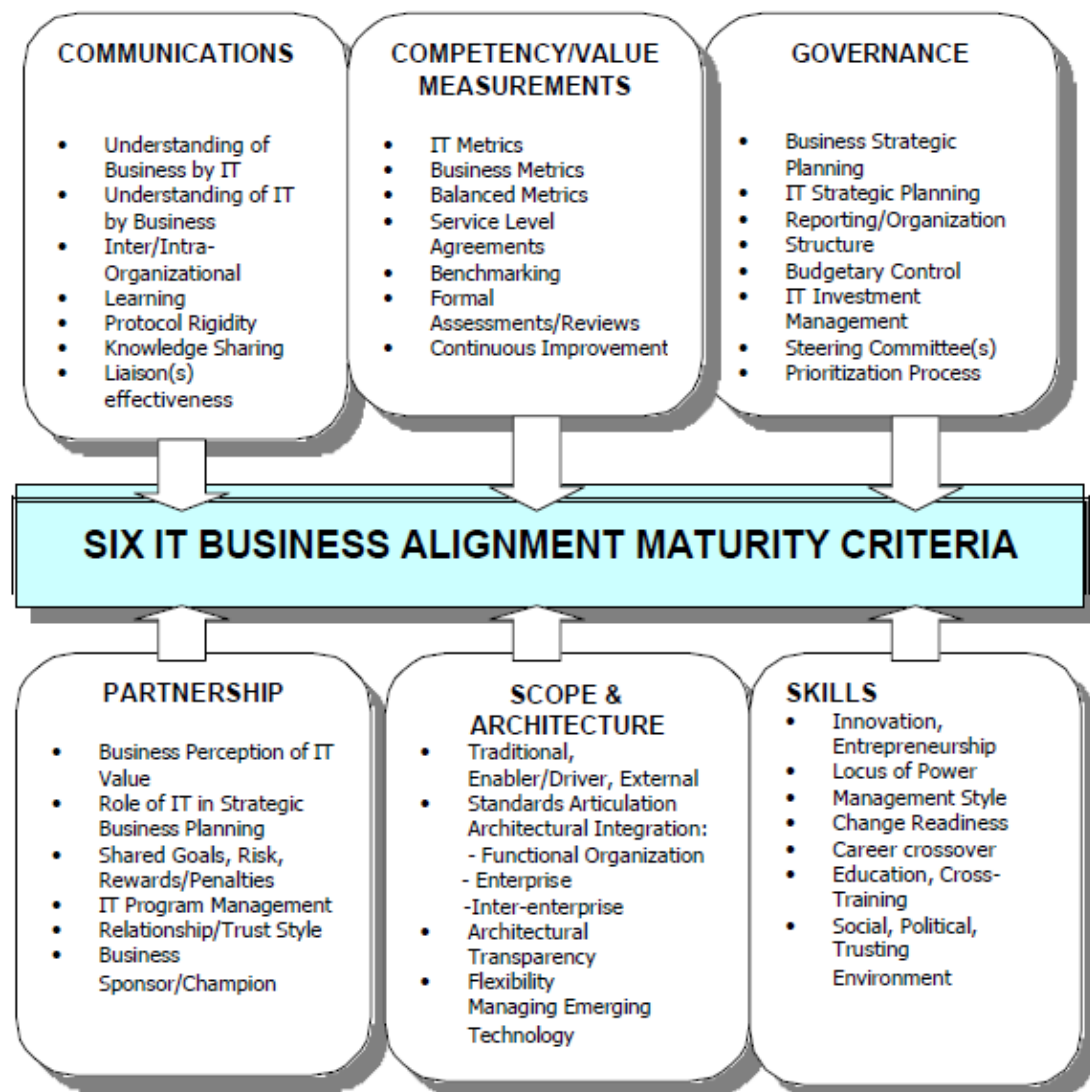 COMMUNICATIONS
• Understanding of
Business by IT
• Understanding of IT
by Business
• Inter/Intra-
Organizational
• Learning
• Protocol Rigidity
• Knowledge Sharing
• Liaison(s)
effectiveness
COMPETENCY/VALUE
MEASUREMENTS
• IT Metrics
• Business Metrics
• Balanced Metrics
• Service Level
Agreements
• Benchmarking
• Formal
Assessments/Reviews
• Continuous Improvement
GOVERNANCE
• Business Strategic
Planning
• IT Strategic Planning
• Reporting/Organization
• Structure
• Budgetary Control
• IT Investment
Management
• Steering Committee(s)
• Prioritization Process
SIX IT BUSINESS ALIGNMENT MATURITY CRITERIA
PARTNERSHIP
• Business Perception of IT
Value
• Role of IT in Strategic
Business Planning
• Shared Goals, Risk,
Rewards/Penalties
• IT Program Management
• Relationship/Trust Style
• Business
Sponsor/Champion
SCOPE &
ARCHITECTURE
• Traditional,
Enabler/Driver, External
• Standards Articulation
Architectural Integration:
- Functional Organization
- Enterprise
-Inter-enterprise
• Architectural
Transparency
• Flexibility
Managing Emerging
Technology
SKILLS
• Innovation,
Entrepreneurship
• Locus of Power
• Management Style
• Change Readiness
• Career crossover
• Education, Cross-
Training
• Social, Political,
Trusting
Environment